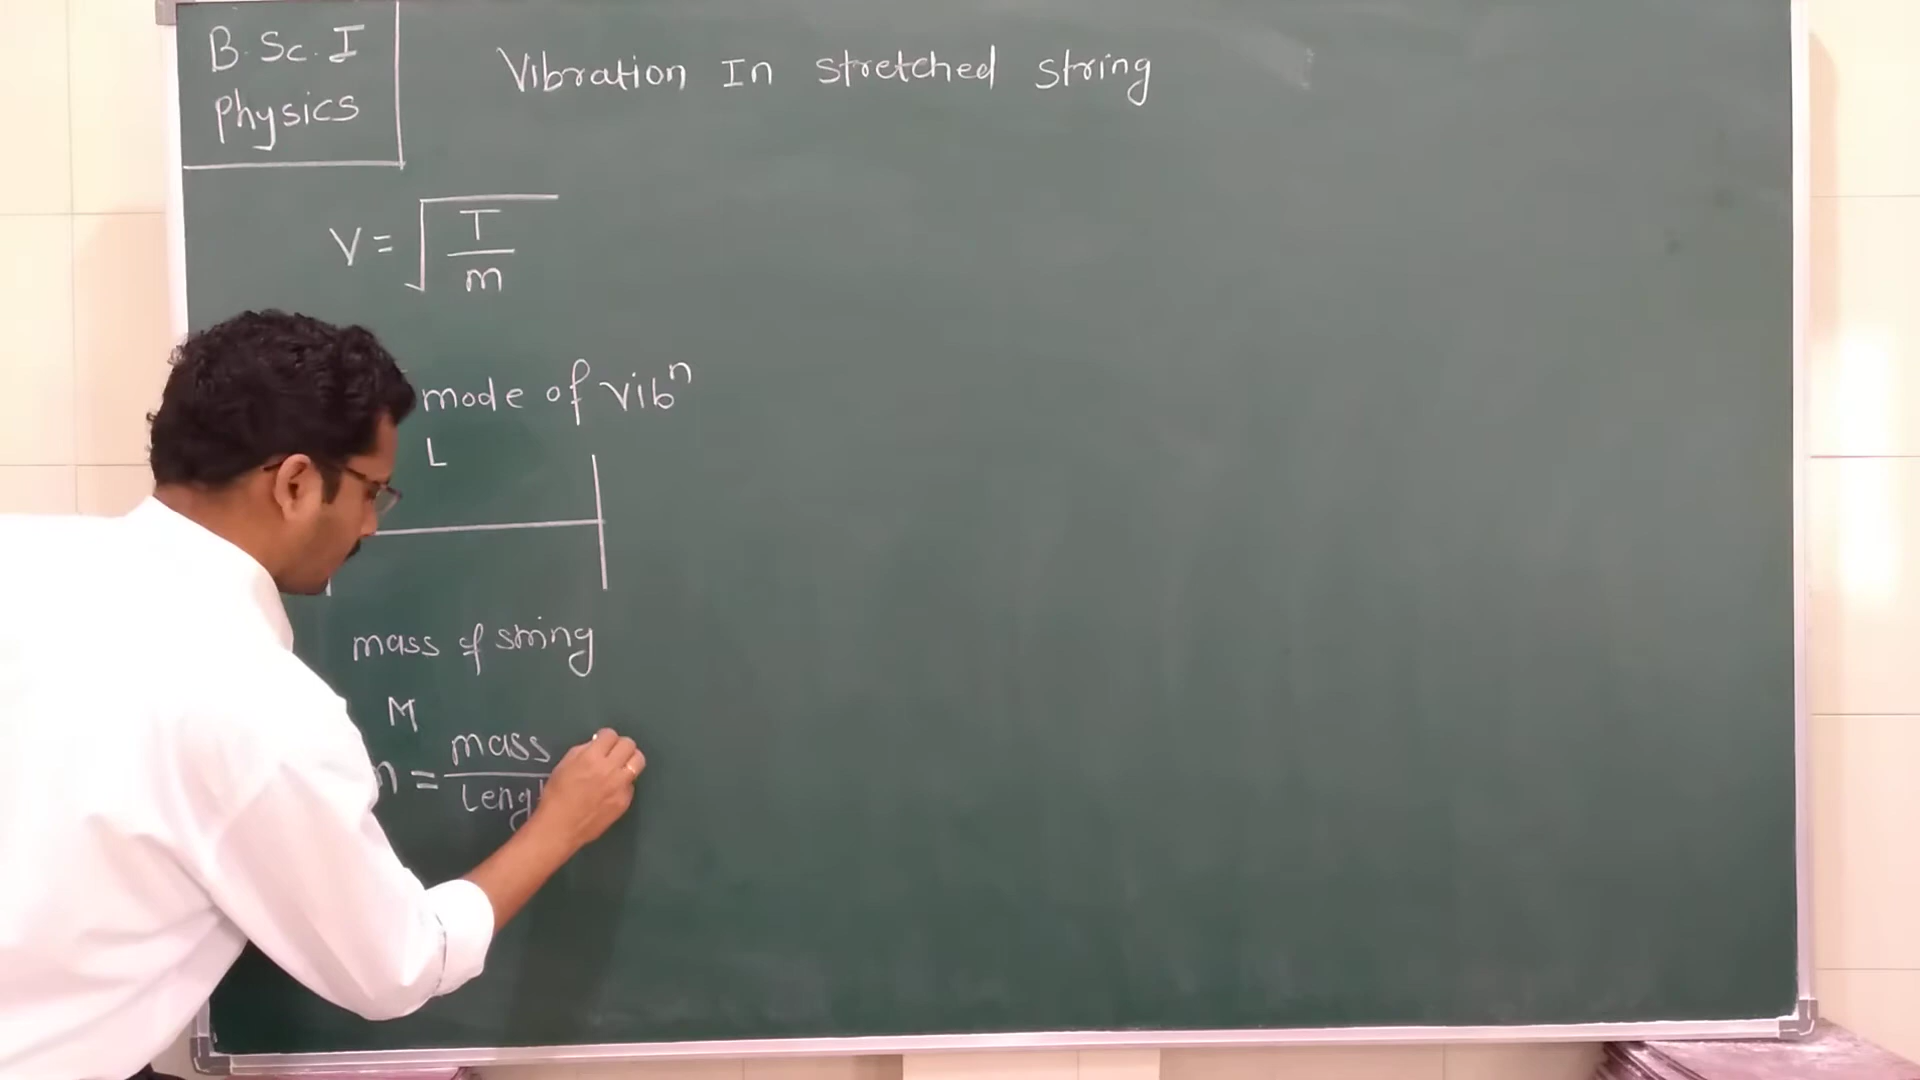 B.Sc.I
Physics
Vibration In stretched string
V = √ T
m
mode of vibⁿ
L
mass of string
M
= mass